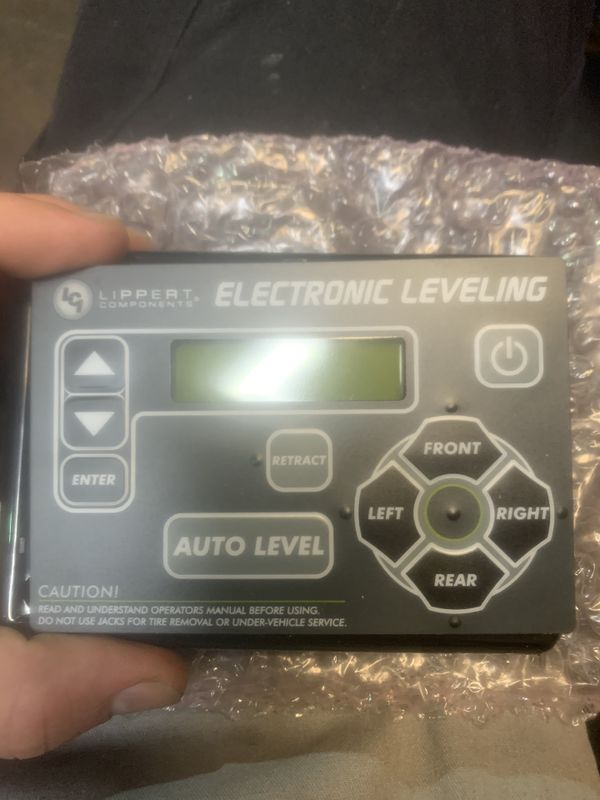 LCI LIPPERT COMPONENTS® ELECTRONIC LEVELING
ENTER
RETRACT
AUTO LEVEL
FRONT
LEFT
RIGHT
REAR
CAUTION!
READ AND UNDERSTAND OPERATORS MANUAL BEFORE USING.
DO NOT USE JACKS FOR TIRE REMOVAL OR UNDER-VEHICLE SERVICE.